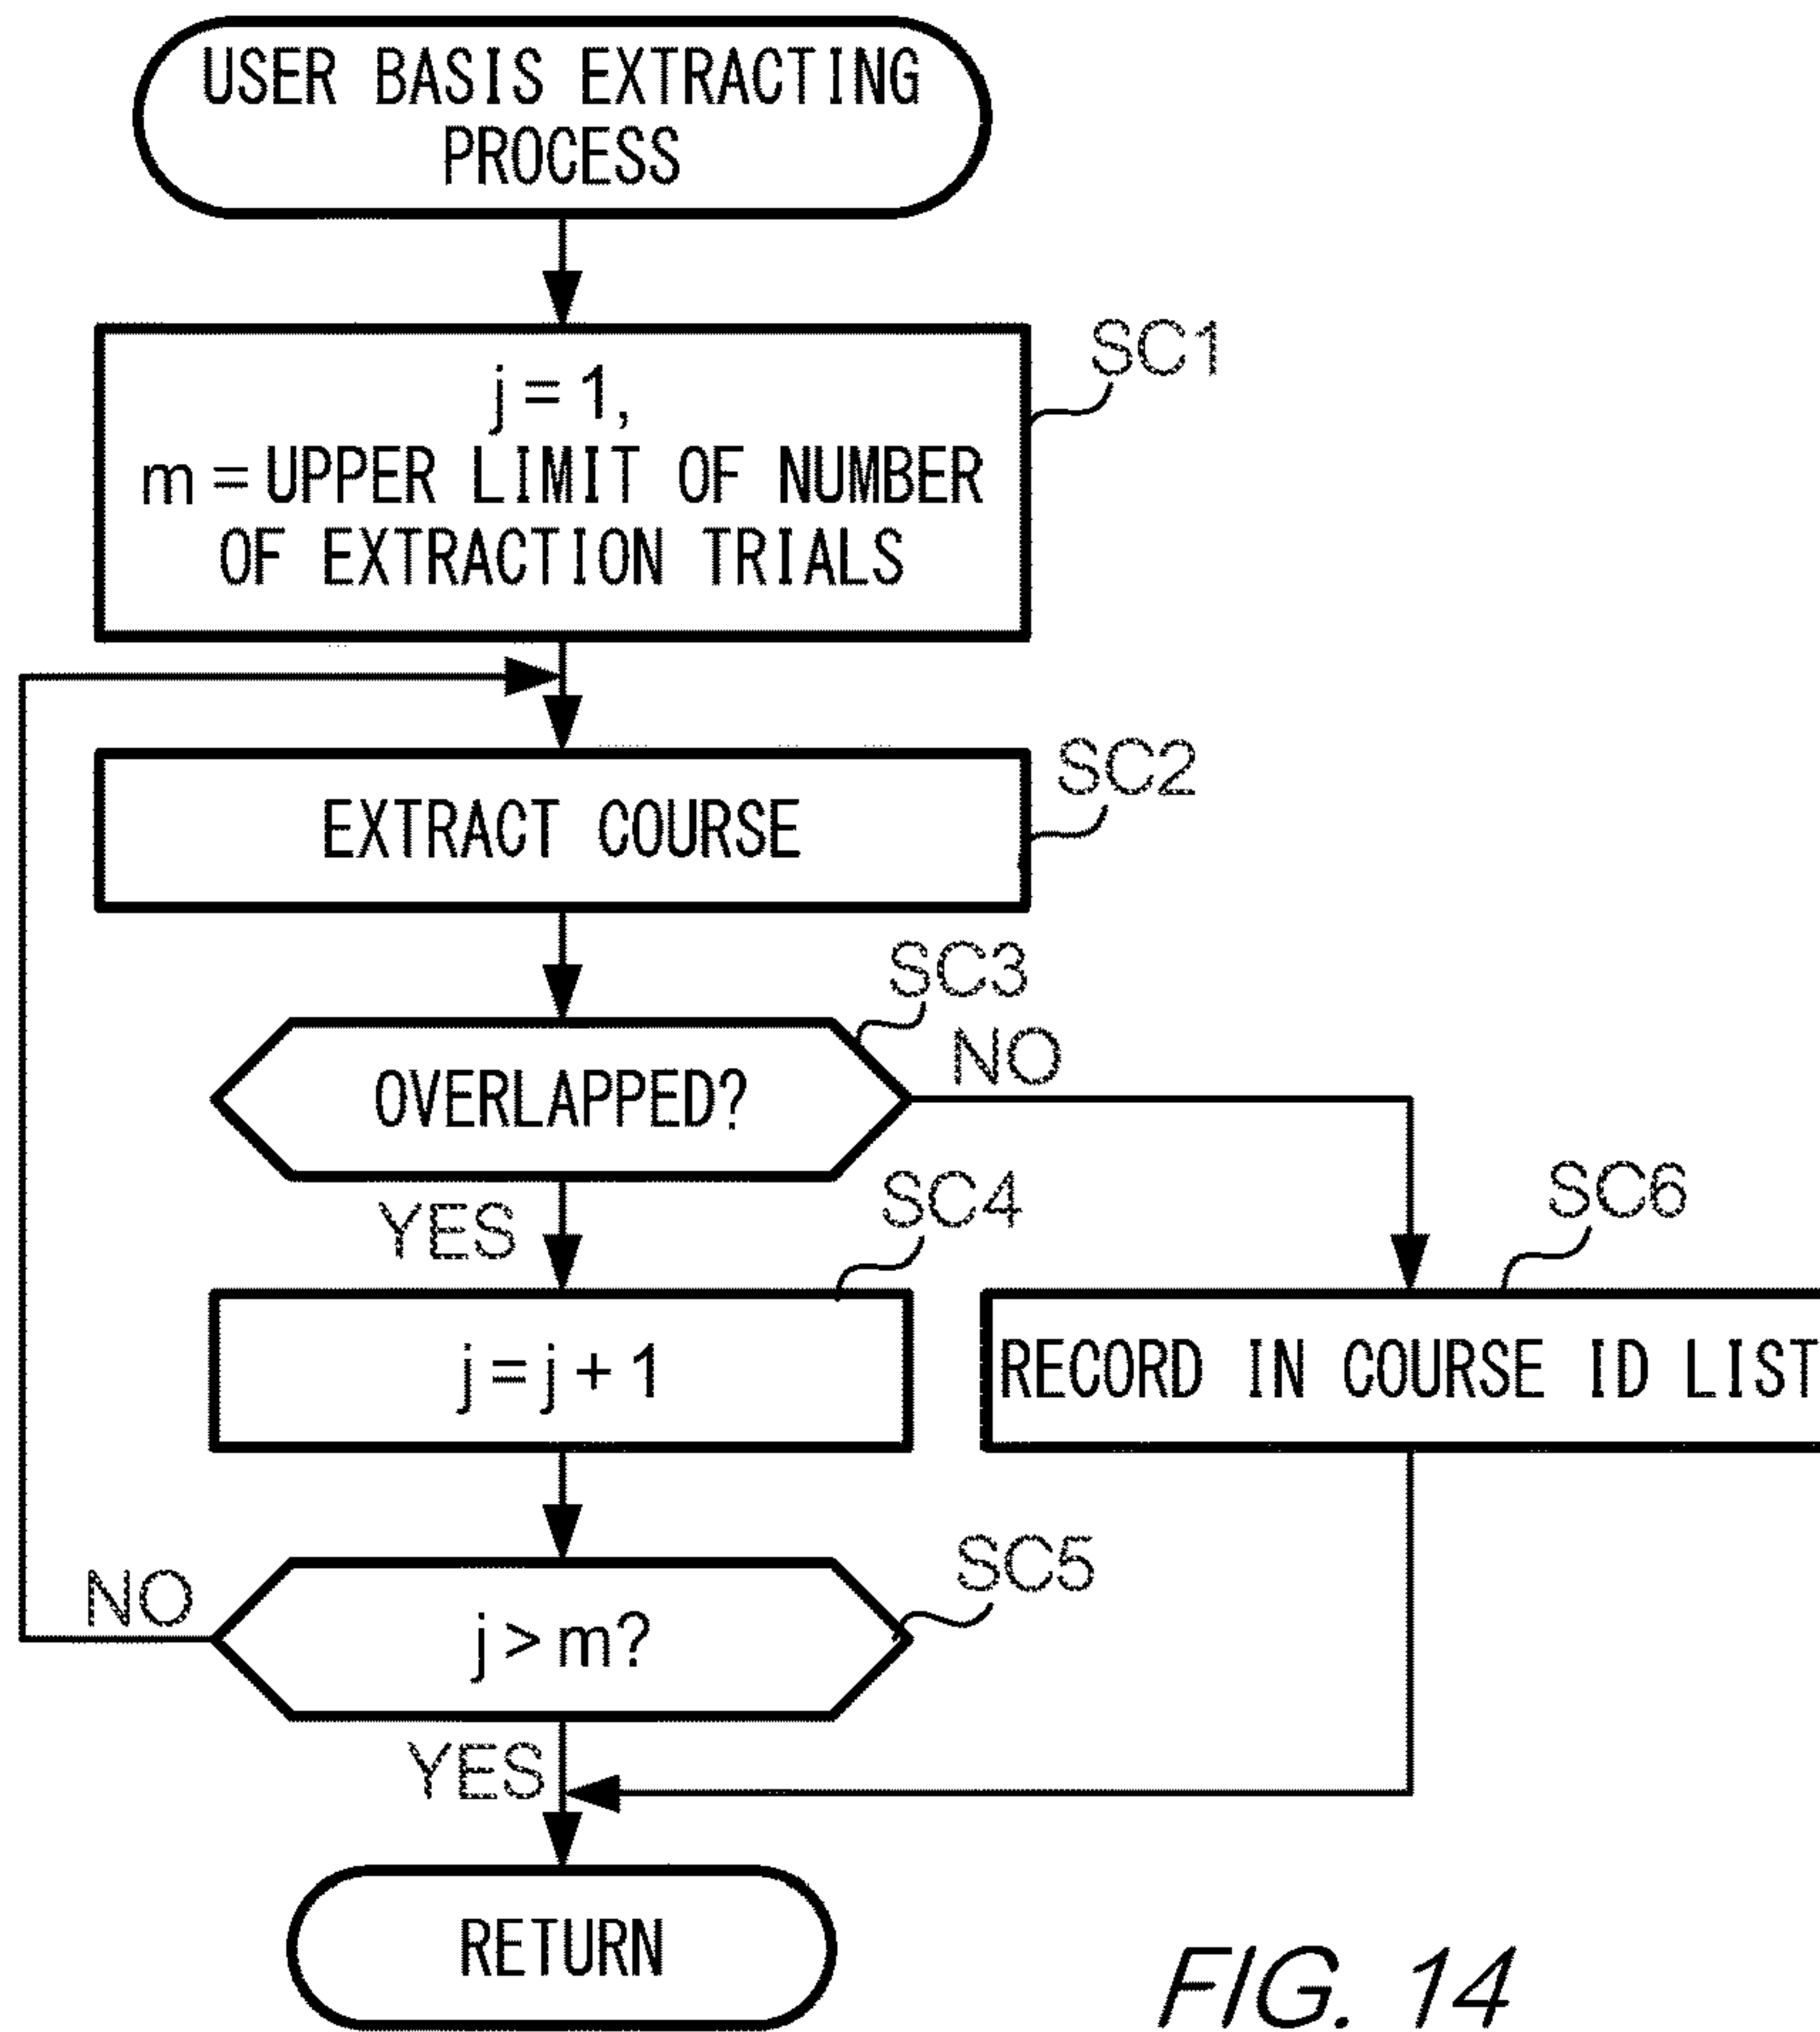 USER BASIS EXTRACTING
PROCESS
SC1
j = 1,
m = UPPER LIMIT OF NUMBER
OF EXTRACTION TRIALS
SC2
EXTRACT COURSE
SC3
OVERLAPPED?
NO
YES
SC4
SC6
j = j + 1
RECORD IN COURSE ID LIST
SC5
NO
j > m?
YES
RETURN
FIG. 14